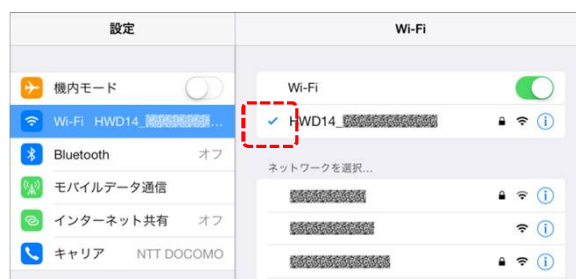 設定
機内モード
Wi-Fi HWD14_ ...
Bluetooth オフ
モバイルデータ通信
インターネット共有 オフ
キャリア NTT DOCOMO
Wi-Fi
Wi-Fi
HWD14_
ネットワークを選択...